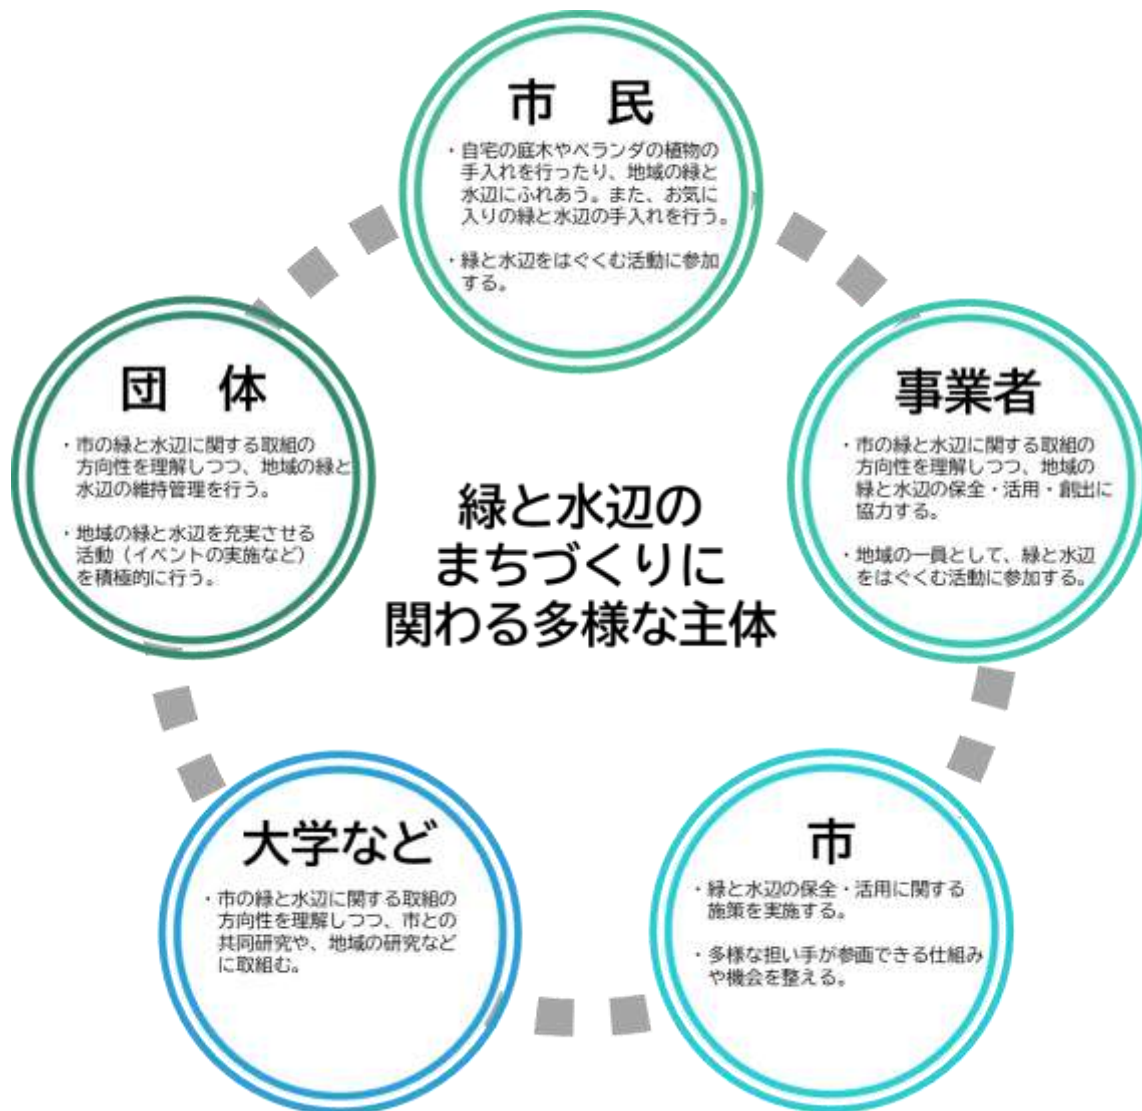 市 民
・自宅の庭木やベランダの植物の
手入れを行ったり、地域の緑と
水辺にふれあう。また、お気に
入りの緑と水辺の手入れを行う。
・緑と水辺をはぐくむ活動に参加
する。
団 体
・市の緑と水辺に関する取組の
方向性を理解しつつ、地域の緑と
水辺の維持管理を行う。
・地域の緑と水辺を充実させる
活動（イベントの実施など）
を積極的に行う。
事業者
・市の緑と水辺に関する取組の
方向性を理解しつつ、地域の
緑と水辺の保全・活用・創出に
協力する。
・地域の一員として、緑と水辺
をはぐくむ活動に参加する。
緑と水辺の
まちづくりに
関わる多様な主体
大学など
・市の緑と水辺に関する取組の
方向性を理解しつつ、市との
共同研究や、地域の研究など
に取組む。
市
・緑と水辺の保全・活用に関する
施策を実施する。
・多様な担い手が参画できる仕組み
や機会を整える。